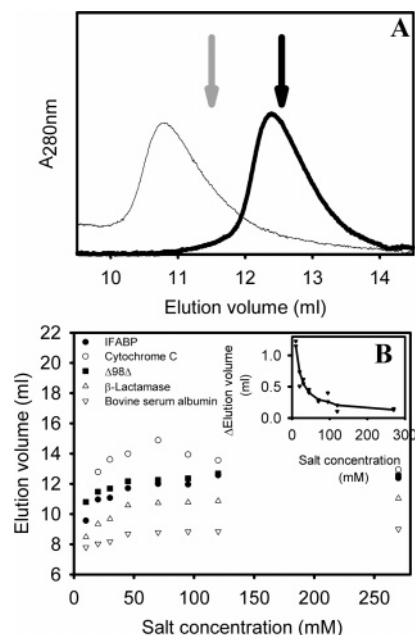 A
A280nm
10 11 12 13 14
Elution volume (ml)
B
IFABP
Cytochrome C
Δ98Δ
β-Lactamase
Bovine serum albumin
ΔElution volume (ml)
1.0
0.5
0.0
0 100 200 300
Salt concentration (mM)
Elution volume (ml)
22
20
18
16
14
12
10
8
6
0 50 100 150 200 250
Salt concentration (mM)